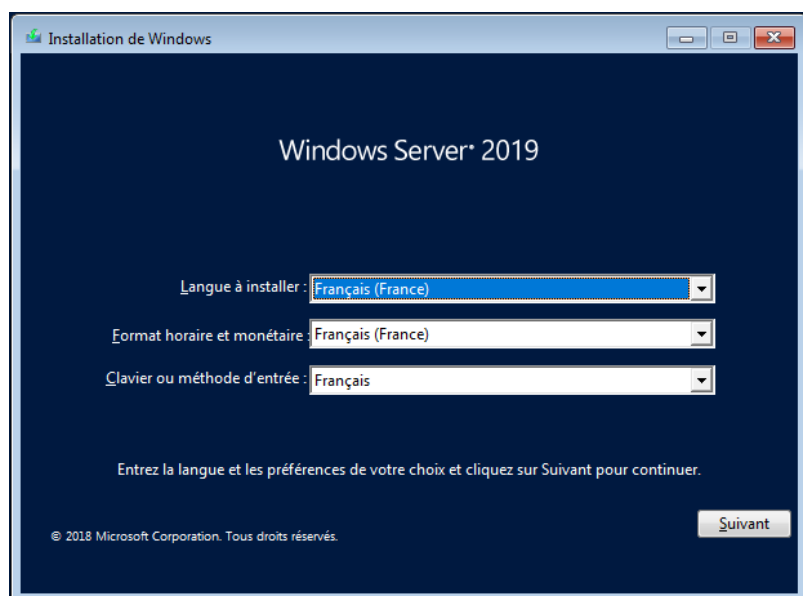 Installation de Windows
Windows Server® 2019
Langue à installer : Français (France)
Format horaire et monétaire : Français (France)
Clavier ou méthode d'entrée : Français
Entrez la langue et les préférences de votre choix et cliquez sur Suivant pour continuer.
Suivant
© 2018 Microsoft Corporation. Tous droits réservés.